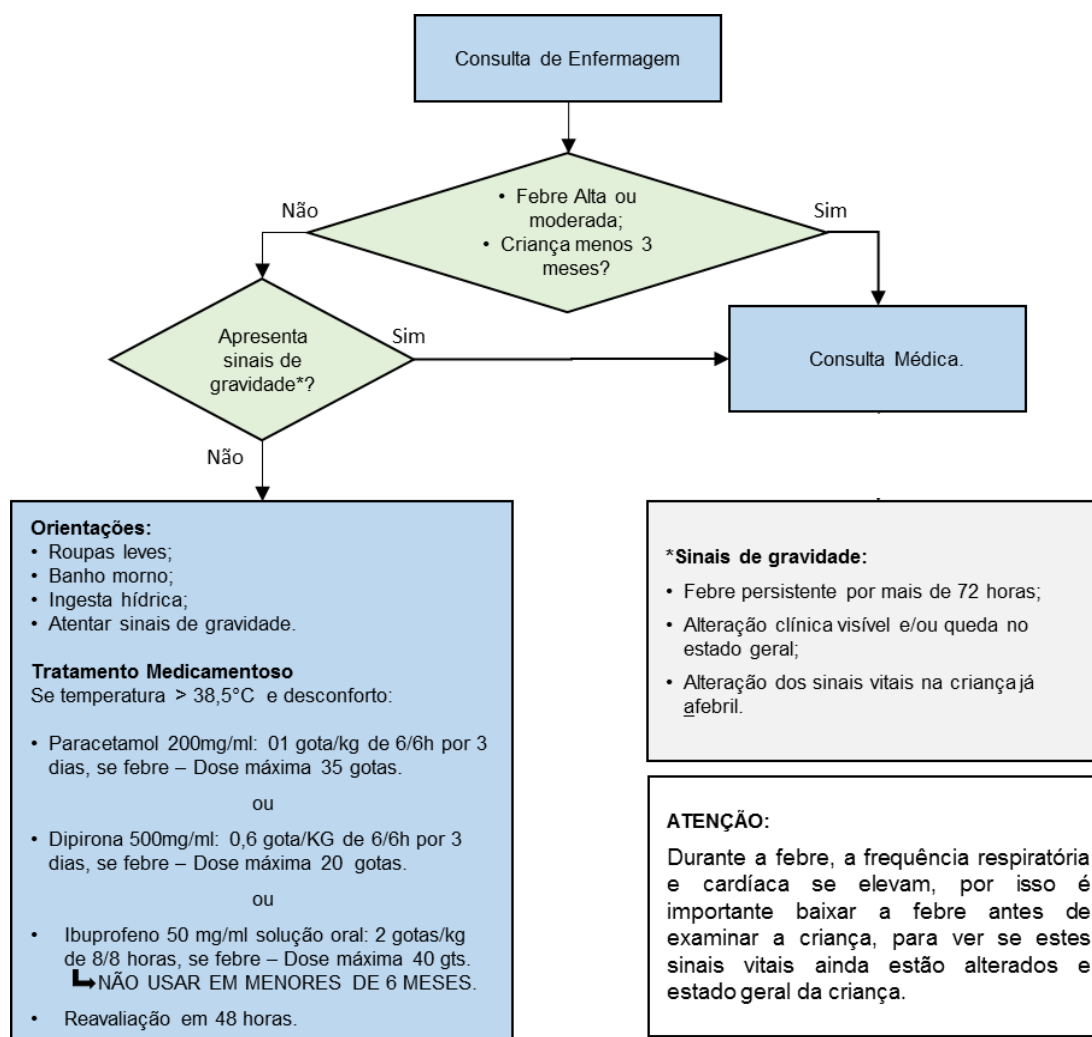 Consulta de Enfermagem
• Febre Alta ou
moderada;
• Criança menos 3
meses?
Não
Sim
Apresenta
sinais de
gravidade*?
Sim
Consulta Médica.
Não
Orientações:
• Roupas leves;
• Banho morno;
• Ingesta hídrica;
• Atentar sinais de gravidade.
Tratamento Medicamentoso
Se temperatura > 38,5°C e desconforto:
• Paracetamol 200mg/ml: 01 gota/kg de 6/6h por 3
dias, se febre – Dose máxima 35 gotas.
ou
• Dipirona 500mg/ml: 0,6 gota/KG de 6/6h por 3
dias, se febre – Dose máxima 20 gotas.
ou
• Ibuprofeno 50 mg/ml solução oral: 2 gotas/kg
de 8/8 horas, se febre – Dose máxima 40 gts.
NÃO USAR EM MENORES DE 6 MESES.
• Reavaliação em 48 horas.
*Sinais de gravidade:
• Febre persistente por mais de 72 horas;
• Alteração clínica visível e/ou queda no
estado geral;
• Alteração dos sinais vitais na criança já
afebril.
ATENÇÃO:
Durante a febre, a frequência respiratória
e cardíaca se elevam, por isso é
importante baixar a febre antes de
examinar a criança, para ver se estes
sinais vitais ainda estão alterados e
estado geral da criança.